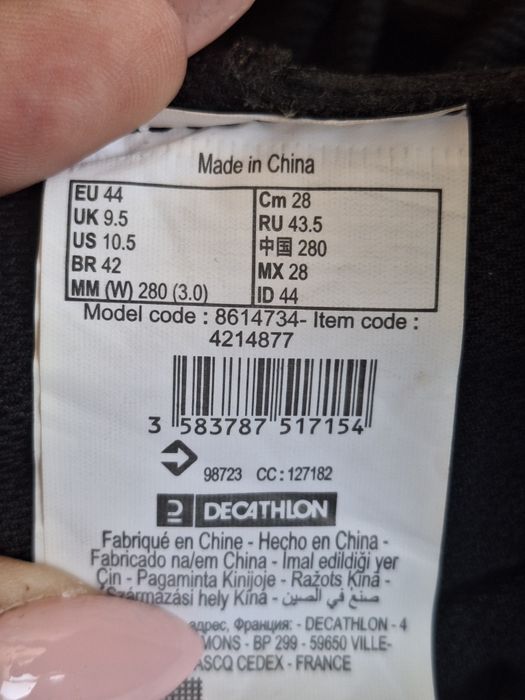 Made in China
EU 44
UK 9.5
US 10.5
BR 42
MM (W) 280 (3.0)
Cm 28
RU 43.5
中国 280
MX 28
ID 44
Model code : 8614734- Item code :
4214877
3 583787 517154
98723 CC:127182
DECATHLON
Fabriqué en Chine - Hecho en China -
Fabricado na/em China - İmal edildiği yer
Çin - Pagaminta Kinijoje - Ražots Ķīnā -
Származási hely Kína - صنع في الصين
адрес, Франция: - DECATHLON - 4
MONS - BP 299 - 59650 VILLE-
ASCQ CEDEX - FRANCE